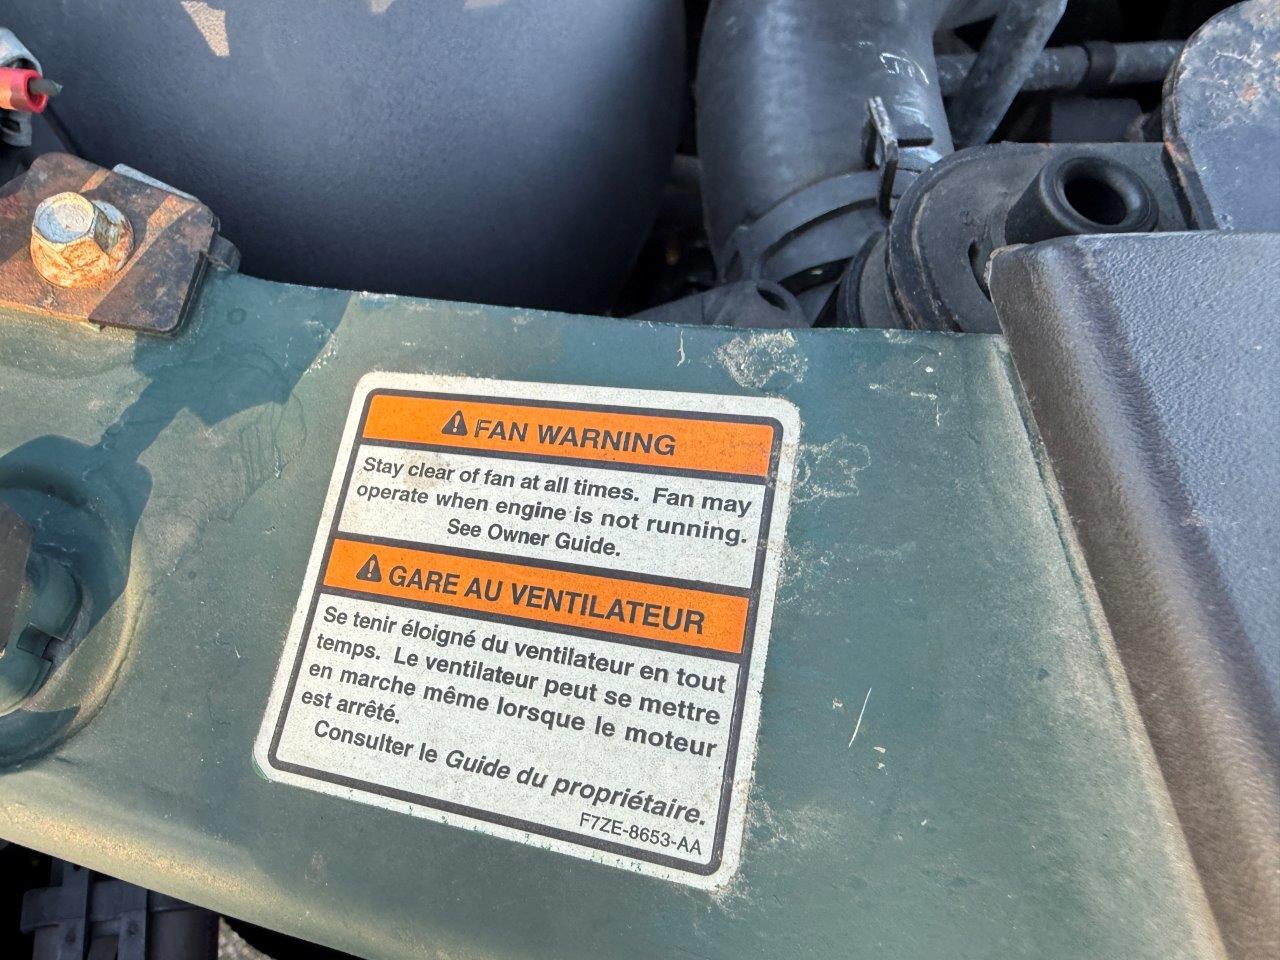 ⚠ FAN WARNING
Stay clear of fan at all times. Fan may
operate when engine is not running.
See Owner Guide.
⚠ GARE AU VENTILATEUR
Se tenir éloigné du ventilateur en tout
temps. Le ventilateur peut se mettre
en marche même lorsque le moteur
est arrêté.
Consulter le Guide du propriétaire.
F7ZE-8653-AA